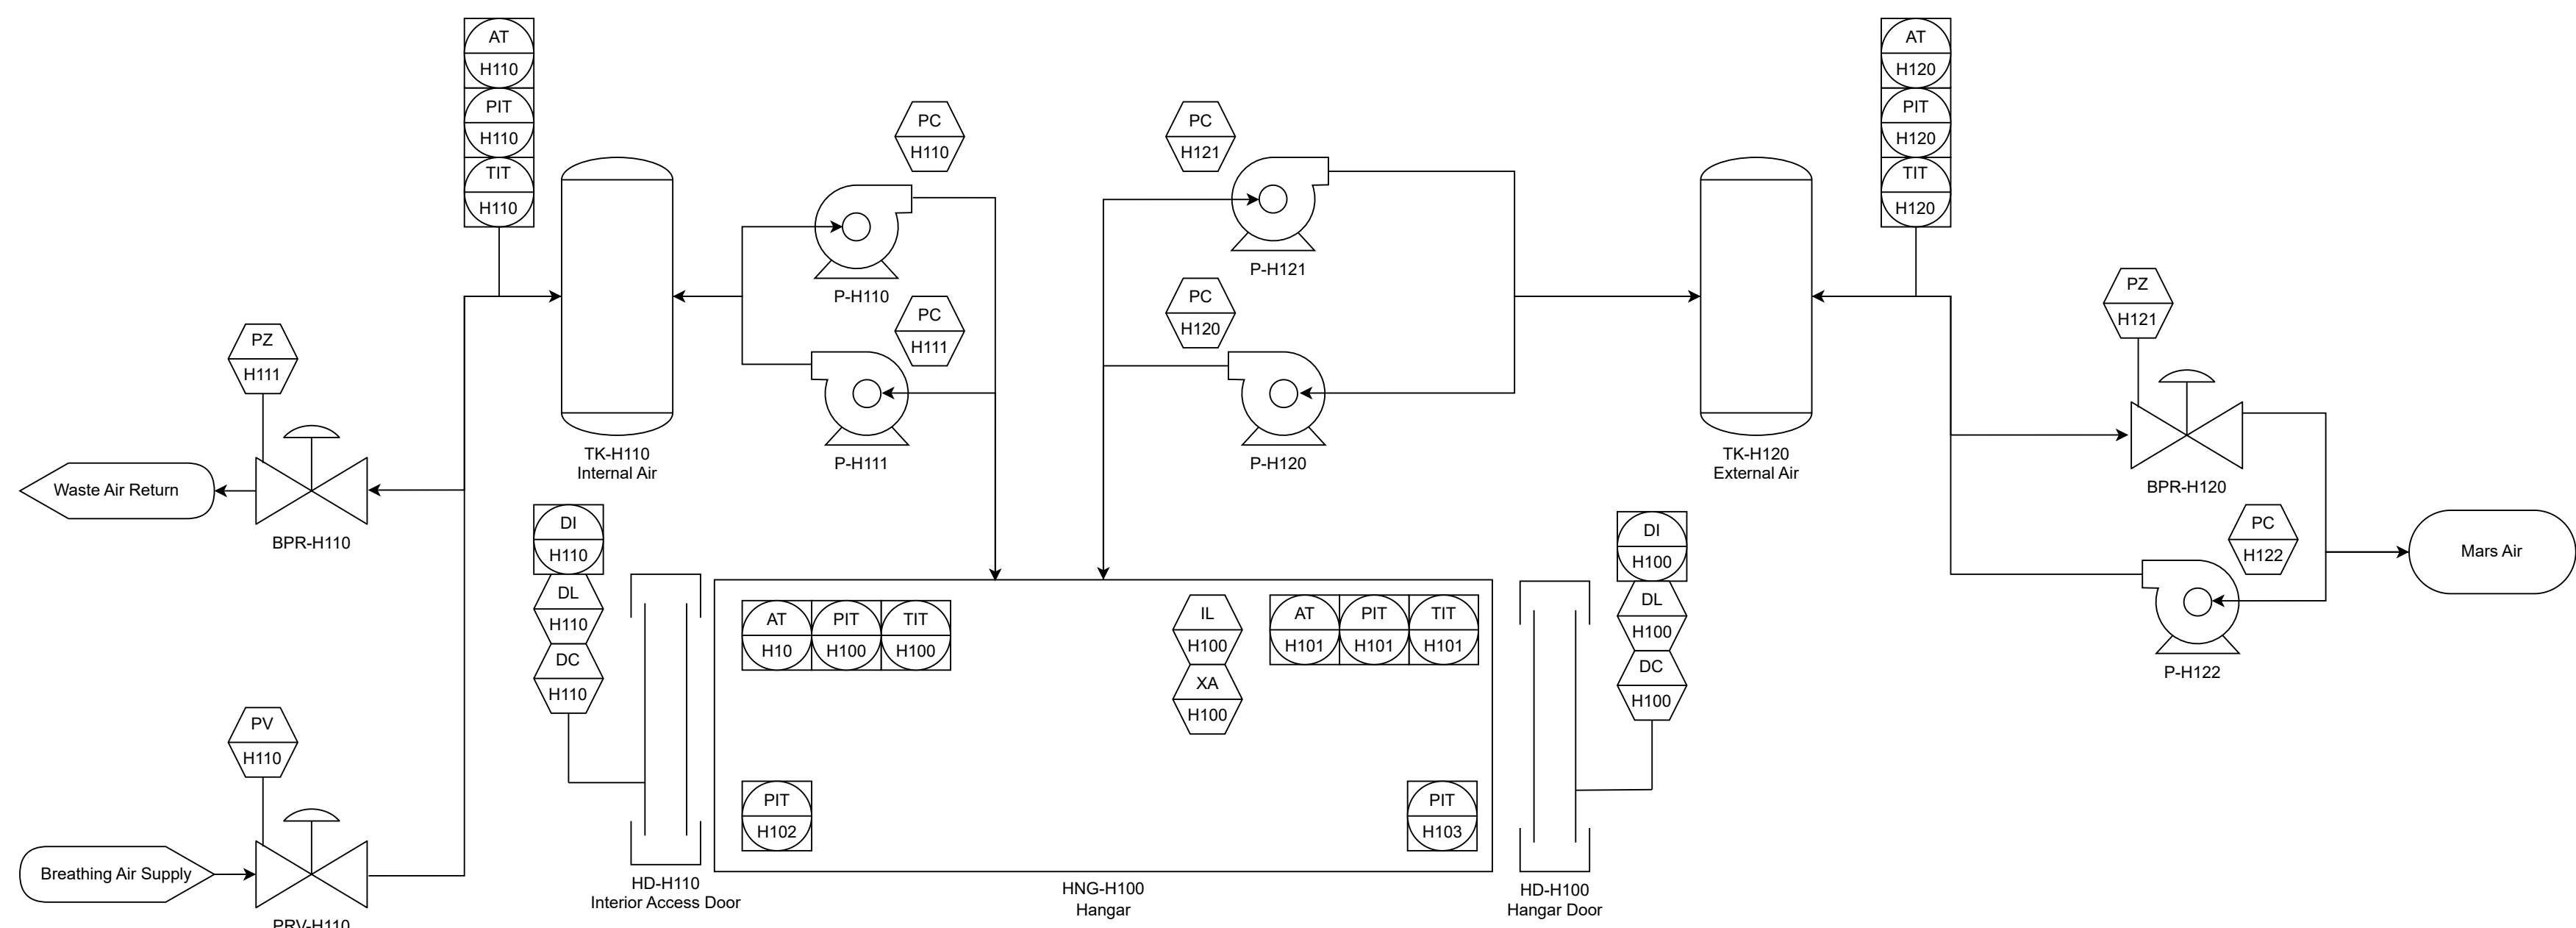 AT
H110
PIT
H110
TIT
H110
AT
H120
PIT
H120
TIT
H120
PC
H110
PC
H121
P-H110
P-H121
PC
H111
PC
H120
P-H111
P-H120
TK-H110
Internal Air
TK-H120
External Air
PZ
H111
Waste Air Return
BPR-H110
PZ
H121
BPR-H120
PC
H122
Mars Air
P-H122
DI
H110
DL
H110
DC
H110
DI
H100
DL
H100
DC
H100
AT
H10
PIT
H100
TIT
H100
IL
H100
XA
H100
AT
H101
PIT
H101
TIT
H101
PIT
H102
PIT
H103
PV
H110
Breathing Air Supply
PRV-H110
HD-H110
Interior Access Door
HNG-H100
Hangar
HD-H100
Hangar Door